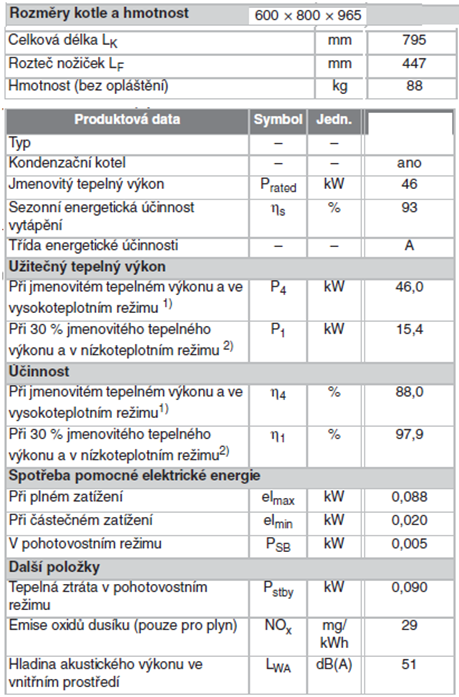 Rozměry kotle a hmotnost 600 × 800 × 965
Celková délka LK mm 795
Rozteč nožiček LF mm 447
Hmotnost (bez opláštění) kg 88
Produktová data Symbol Jedn.
Typ – –
Kondenzační kotel – – ano
Jmenovitý tepelný výkon Prated kW 46
Sezonní energetická účinnost
vytápění ηs % 93
Třída energetické účinnosti – – A
Užitečný tepelný výkon
Při jmenovitém tepelném výkonu a ve
vysokoteplotním režimu 1) P4 kW 46,0
Při 30 % jmenovitého tepelného
výkonu a v nízkoteplotním režimu 2) P1 kW 15,4
Účinnost
Při jmenovitém tepelném výkonu a ve
vysokoteplotním režimu1) η4 % 88,0
Při 30 % jmenovitého tepelného
výkonu a v nízkoteplotním režimu2) η1 % 97,9
Spotřeba pomocné elektrické energie
Při plném zatížení elmax kW 0,088
Při částečném zatížení elmin kW 0,020
V pohotovostním režimu PSB kW 0,005
Další položky
Tepelná ztráta v pohotovostním
režimu Pstby kW 0,090
Emise oxidů dusíku (pouze pro plyn) NOx mg/
kWh 29
Hladina akustického výkonu ve
vnitřním prostředí LWA dB(A) 51